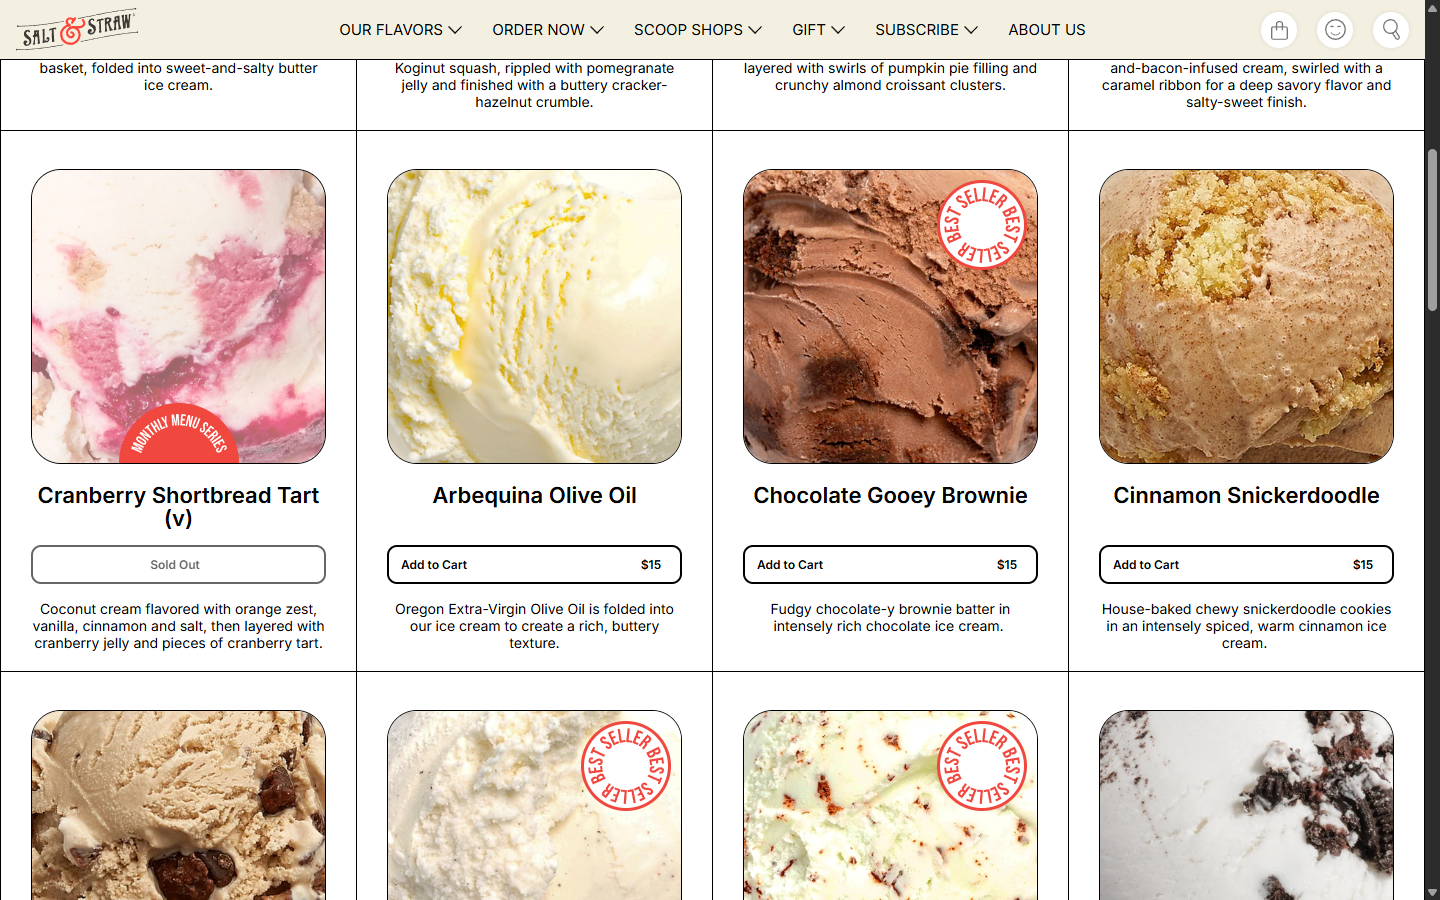 SALT & STRAW
OUR FLAVORS
ORDER NOW
SCOOP SHOPS
GIFT
SUBSCRIBE
ABOUT US
basket, folded into sweet-and-salty butter
ice cream.
Koginut squash, rippled with pomegranate
jelly and finished with a buttery cracker-
hazelnut crumble.
layered with swirls of pumpkin pie filling and
crunchy almond croissant clusters.
and-bacon-infused cream, swirled with a
caramel ribbon for a deep savory flavor and
salty-sweet finish.
MONTHLY MENU SERIES
Cranberry Shortbread Tart
(v)
Sold Out
Coconut cream flavored with orange zest,
vanilla, cinnamon and salt, then layered with
cranberry jelly and pieces of cranberry tart.
Arbequina Olive Oil
Add to Cart $15
Oregon Extra-Virgin Olive Oil is folded into
our ice cream to create a rich, buttery
texture.
BEST SELLER BEST SELLER
Chocolate Gooey Brownie
Add to Cart $15
Fudgy chocolate-y brownie batter in
intensely rich chocolate ice cream.
Cinnamon Snickerdoodle
Add to Cart $15
House-baked chewy snickerdoodle cookies
in an intensely spiced, warm cinnamon ice
cream.
BEST SELLER BEST SELLER
BEST SELLER BEST SELLER